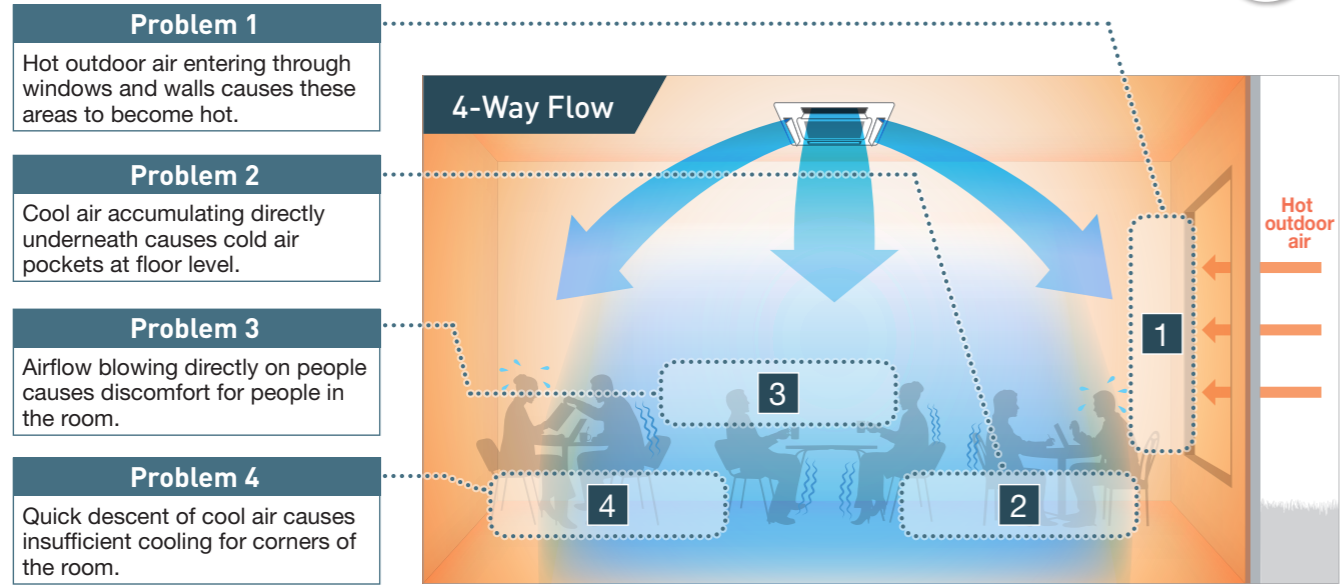 Problem 1
Hot outdoor air entering through
windows and walls causes these
areas to become hot.
Problem 2
Cool air accumulating directly
underneath causes cold air
pockets at floor level.
Problem 3
Airflow blowing directly on people
causes discomfort for people in
the room.
Problem 4
Quick descent of cool air causes
insufficient cooling for corners of
the room.
4-Way Flow
Hot
outdoor
air
1
3
4
2